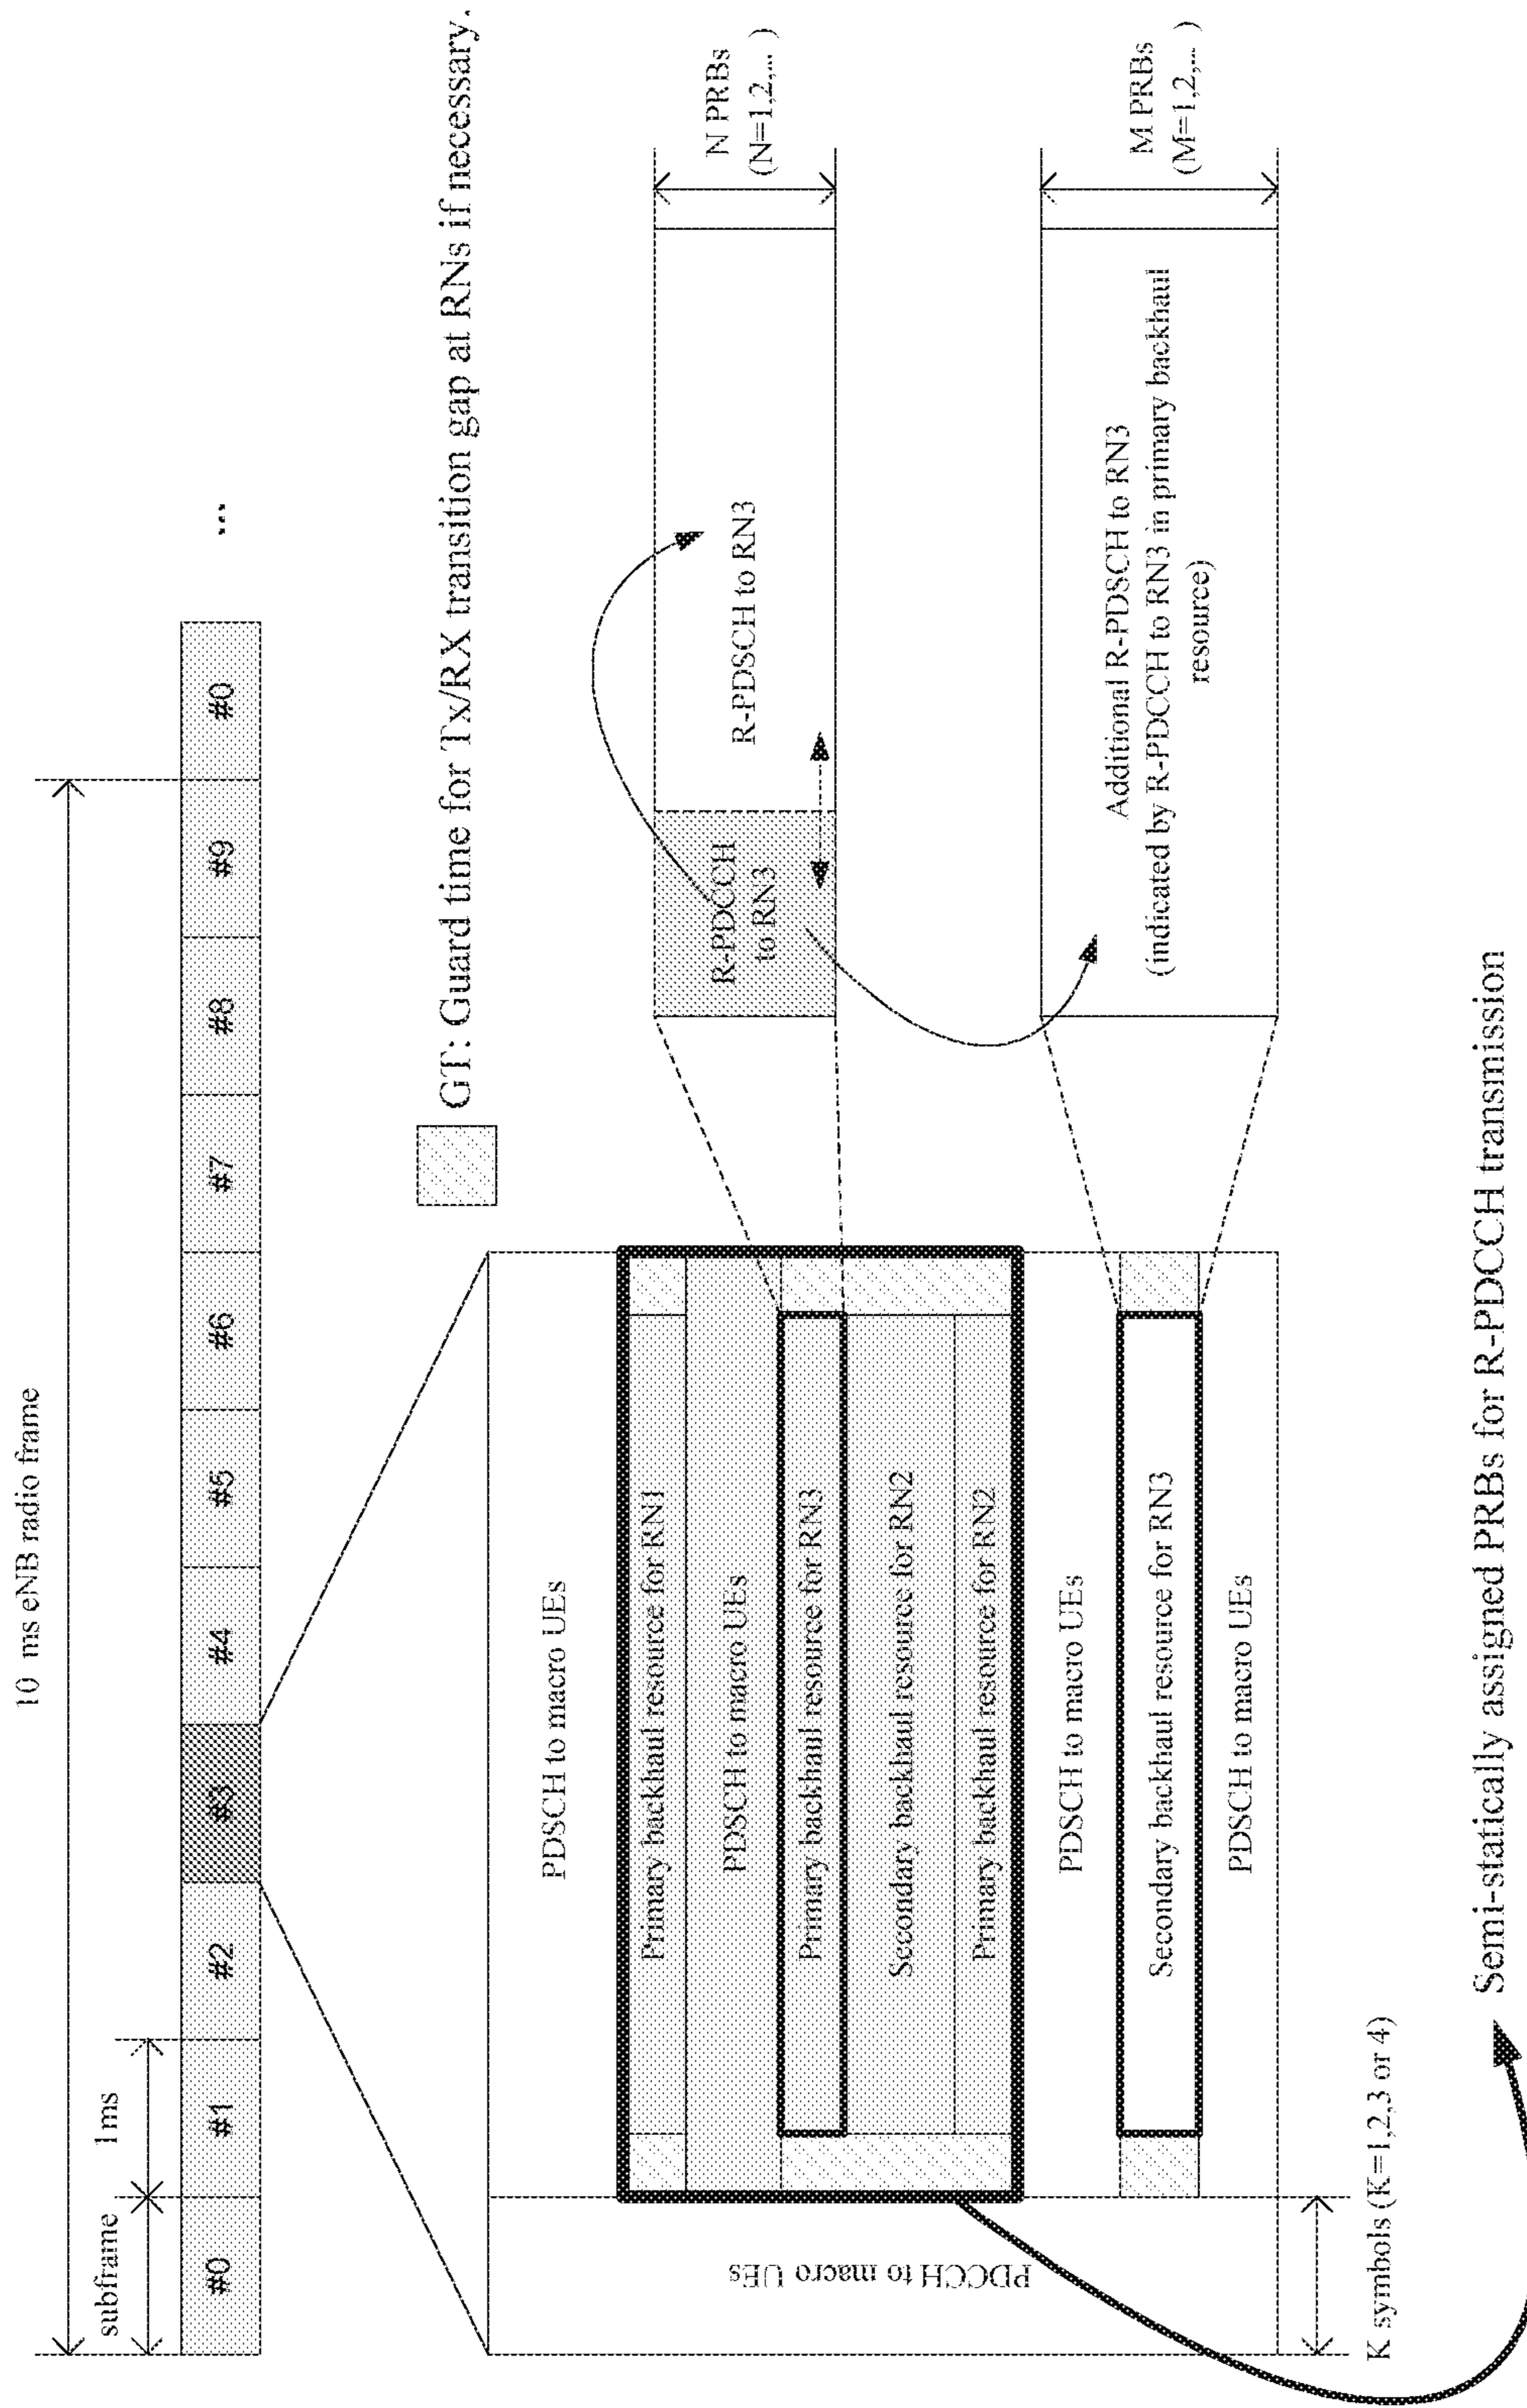 10 ms eNB radio frame
subframe
1ms
#0
#1
#2
#3
#4
#5
#6
#7
#8
#9
#0
...
GT: Guard time for Tx/RX transition gap at RNs if necessary.
PDCCH to macro UEs
PDSCH to macro UEs
Primary backhaul resource for RN1
PDSCH to macro UEs
Primary backhaul resource for RN3
Secondary backhaul resource for RN2
Primary backhaul resource for RN2
PDSCH to macro UEs
Secondary backhaul resource for RN3
PDSCH to macro UEs
R-PDCCH
to RN3
R-PDSCH to RN3
N PRBs
(N=1,2,... )
Additional R-PDSCH to RN3
(indicated by R-PDCCH to RN3 in primary backhaul
resource)
M PRBs
(M=1,2,... )
K symbols (K=1,2,3 or 4)
Semi-statically assigned PRBs for R-PDCCH transmission